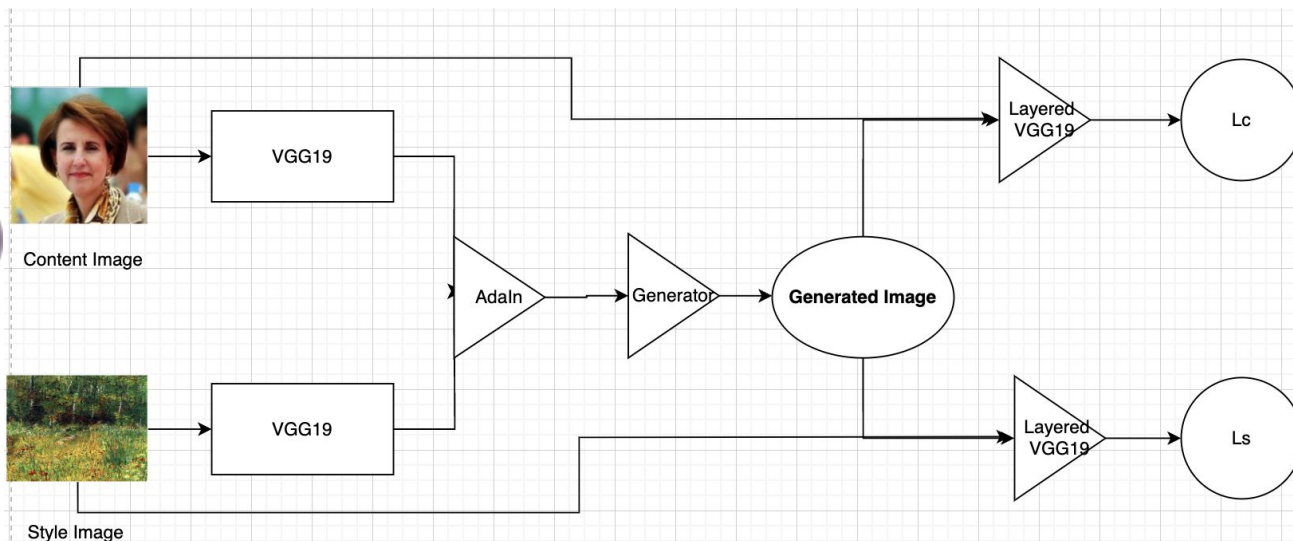 Content Image
VGG19
Style Image
VGG19
AdaIn
Generator
Generated Image
Layered
VGG19
Lc
Layered
VGG19
Ls